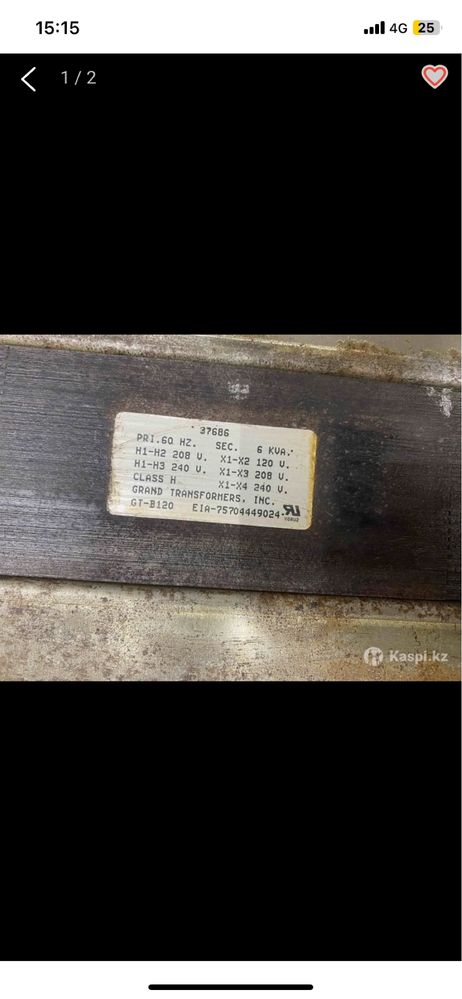 15:15
4G
25
1 / 2
37686
PRI.60 HZ. SEC. 6 KVA.
H1-H2 208 V. X1-X2 120 V.
H1-H3 240 V. X1-X3 208 V.
CLASS H X1-X4 240 V.
GRAND TRANSFORMERS, INC.
GT-B120 EIA-75704449024
Kaspi.kz